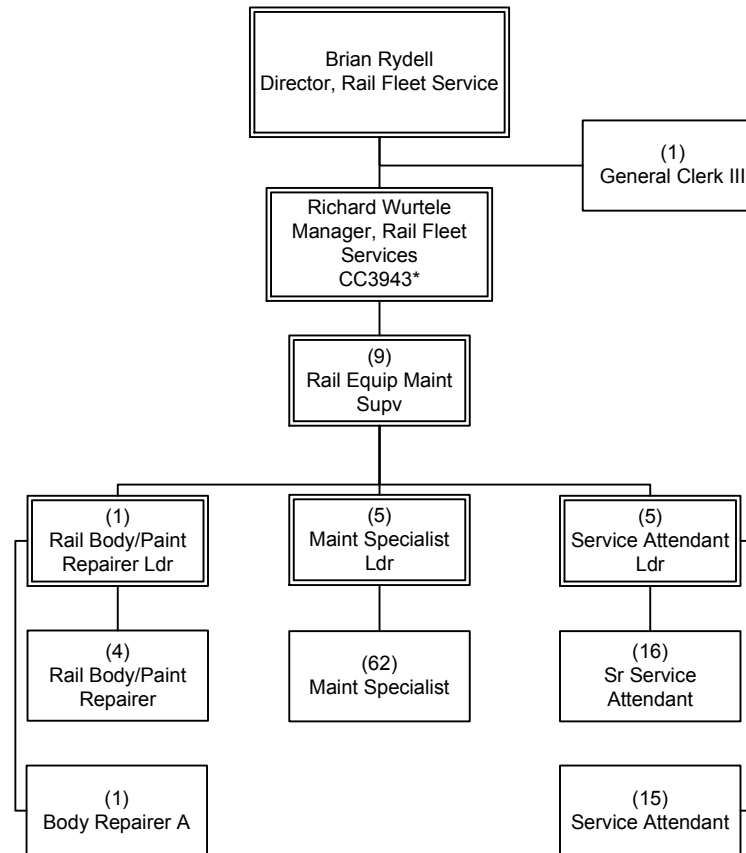 Brian Rydell
Director, Rail Fleet Service
(1)
General Clerk III
Richard Wurtele
Manager, Rail Fleet
Services
CC3943*
(9)
Rail Equip Maint
Supv
(1)
Rail Body/Paint
Repairer Ldr
(5)
Maint Specialist
Ldr
(5)
Service Attendant
Ldr
(4)
Rail Body/Paint
Repairer
(62)
Maint Specialist
(16)
Sr Service
Attendant
(1)
Body Repairer A
(15)
Service Attendant